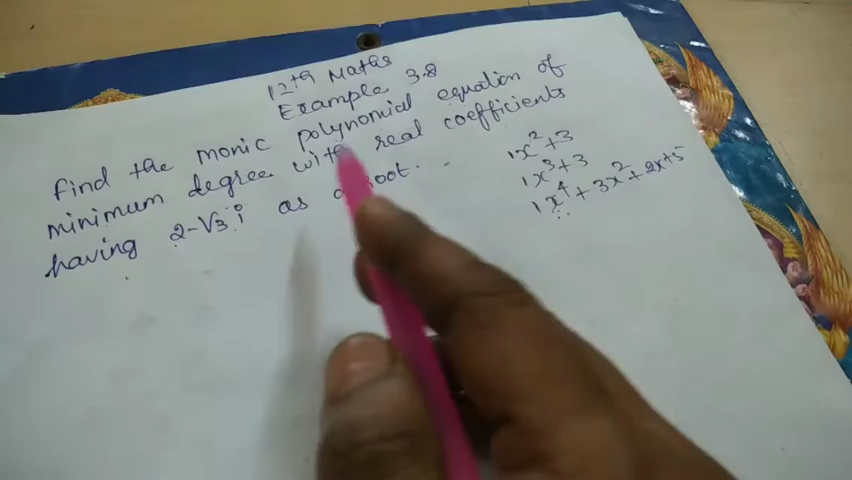 12th Maths
Example 3.8
Find the monic polynomial equation of
minimum degree with real coefficients
having 2-√3 i as a root.
1x²+3
1x³+3
1x⁴+3x²+2x+5